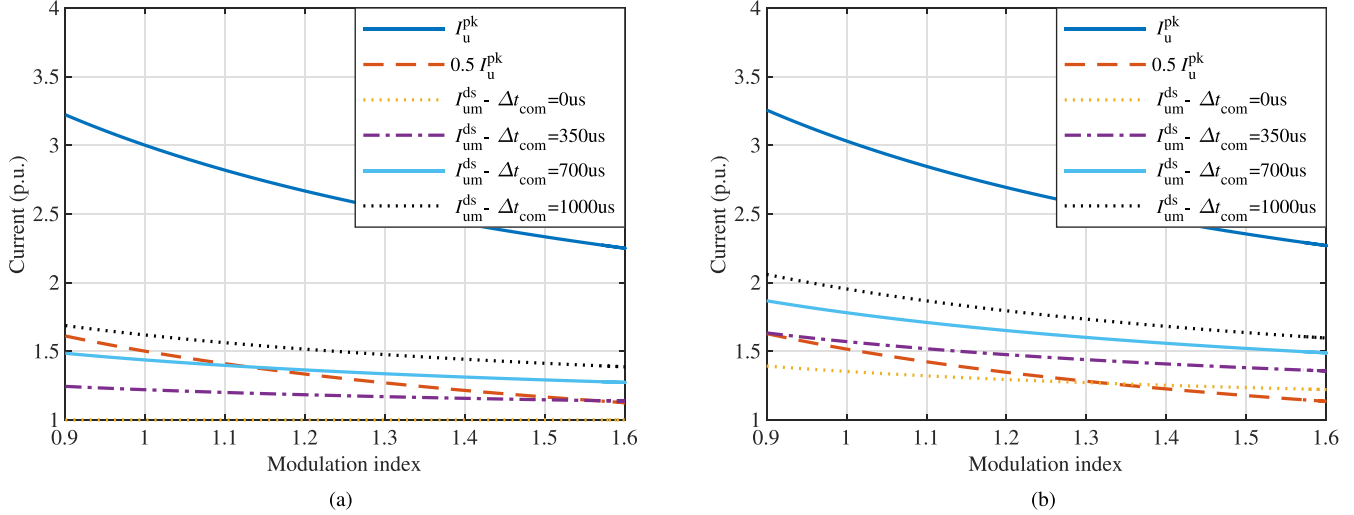 4
3.5
3
2.5
2
1.5
1
Current (p.u.)
0.9 1 1.1 1.2 1.3 1.4 1.5 1.6
Modulation index
I_u^pk
0.5 I_u^pk
I_um^ds - Δt_com=0us
I_um^ds - Δt_com=350us
I_um^ds - Δt_com=700us
I_um^ds - Δt_com=1000us
(a)
4
3.5
3
2.5
2
1.5
1
Current (p.u.)
0.9 1 1.1 1.2 1.3 1.4 1.5 1.6
Modulation index
I_u^pk
0.5 I_u^pk
I_um^ds - Δt_com=0us
I_um^ds - Δt_com=350us
I_um^ds - Δt_com=700us
I_um^ds - Δt_com=1000us
(b)